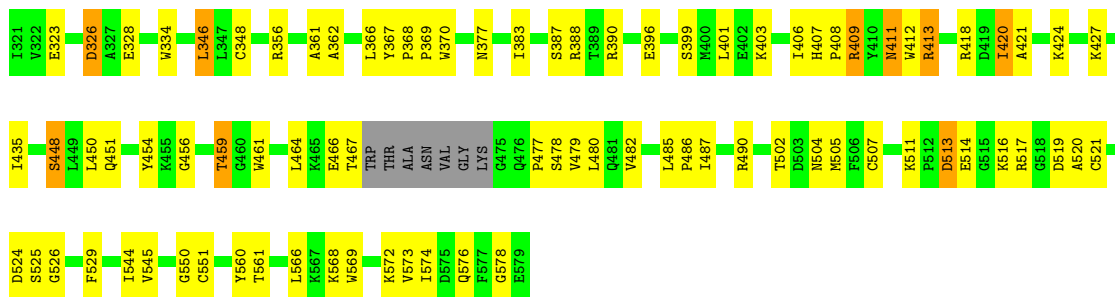 I321 V322 E323 D326 A327 E328 W334 L346 L347 C348 R356 A361 A362 L366 Y367 P368 P369 W370 N377 I383 S387 R388 T389 R390 E396 S399 M400 L401 E402 K403 I406 H407 P408 R409 Y410 N411 W412 R413 R418 D419 I420 A421 K424 K427
I435 S448 L449 L450 Q451 Y454 K455 G456 T459 G460 W461 L464 K465 E466 T467 TRP THR ALA ASN VAL GLY LYS G475 Q476 P477 S478 V479 L480 Q481 V482 L485 P486 I487 R490 T502 D503 N504 M505 F506 C507 K511 P512 D513 E514 G515 K516 R517 G518 D519 A520 C521
D524 S525 G526 F529 I544 V545 G550 C551 Y560 T561 L566 K567 K568 W569 K572 V573 I574 D575 Q576 F577 G578 E579